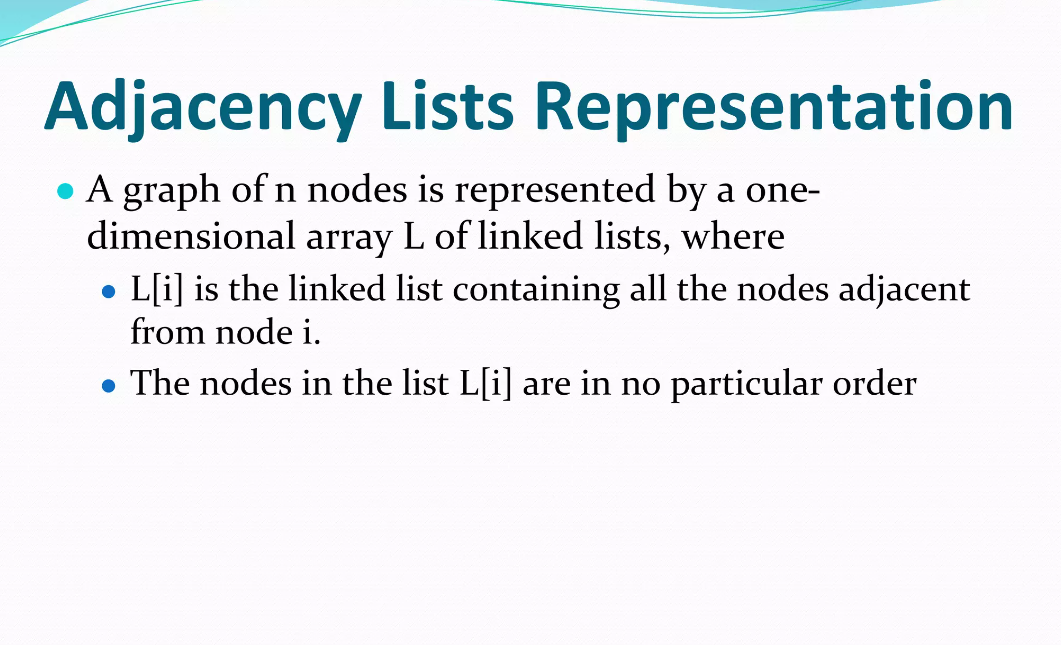 Adjacency Lists Representation
A graph of n nodes is represented by a one-
dimensional array L of linked lists, where
L[i] is the linked list containing all the nodes adjacent
from node i.
The nodes in the list L[i] are in no particular order